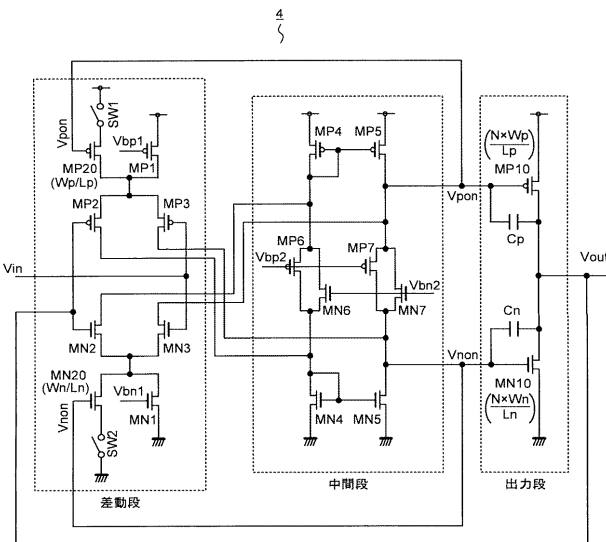 4
SW1
Vpon
Vbp1
MP20
(Wp/Lp)
MP1
MP2
MP3
Vin
MN2
MN3
MN20
(Wn/Ln)
Vbn1
MN1
Vnon
SW2
差動段
MP4
MP5
MP6
MP7
Vbp2
Vbn2
MN6
MN7
MN4
MN5
中間段
(N×Wp/Lp)
MP10
Vpon
Cp
Vout
Cn
Vnon
MN10
(N×Wn/Ln)
出力段